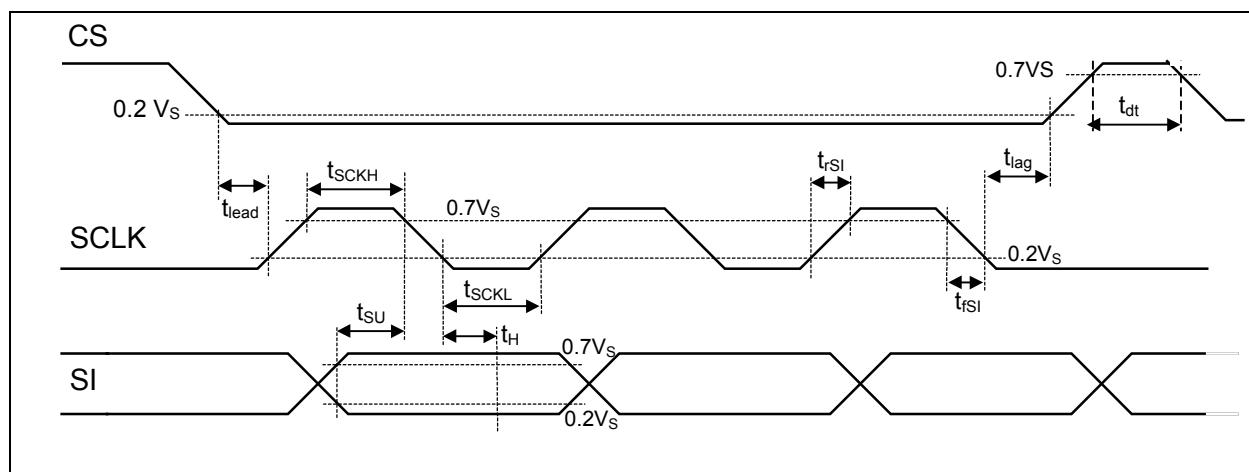 CS
0.7VS
0.2 VS
tdt
tSCKH
trSI
tlag
tlead
0.7VS
SCLK
0.2VS
tSCKL
tfSI
tSU
tH
0.7VS
SI
0.2VS